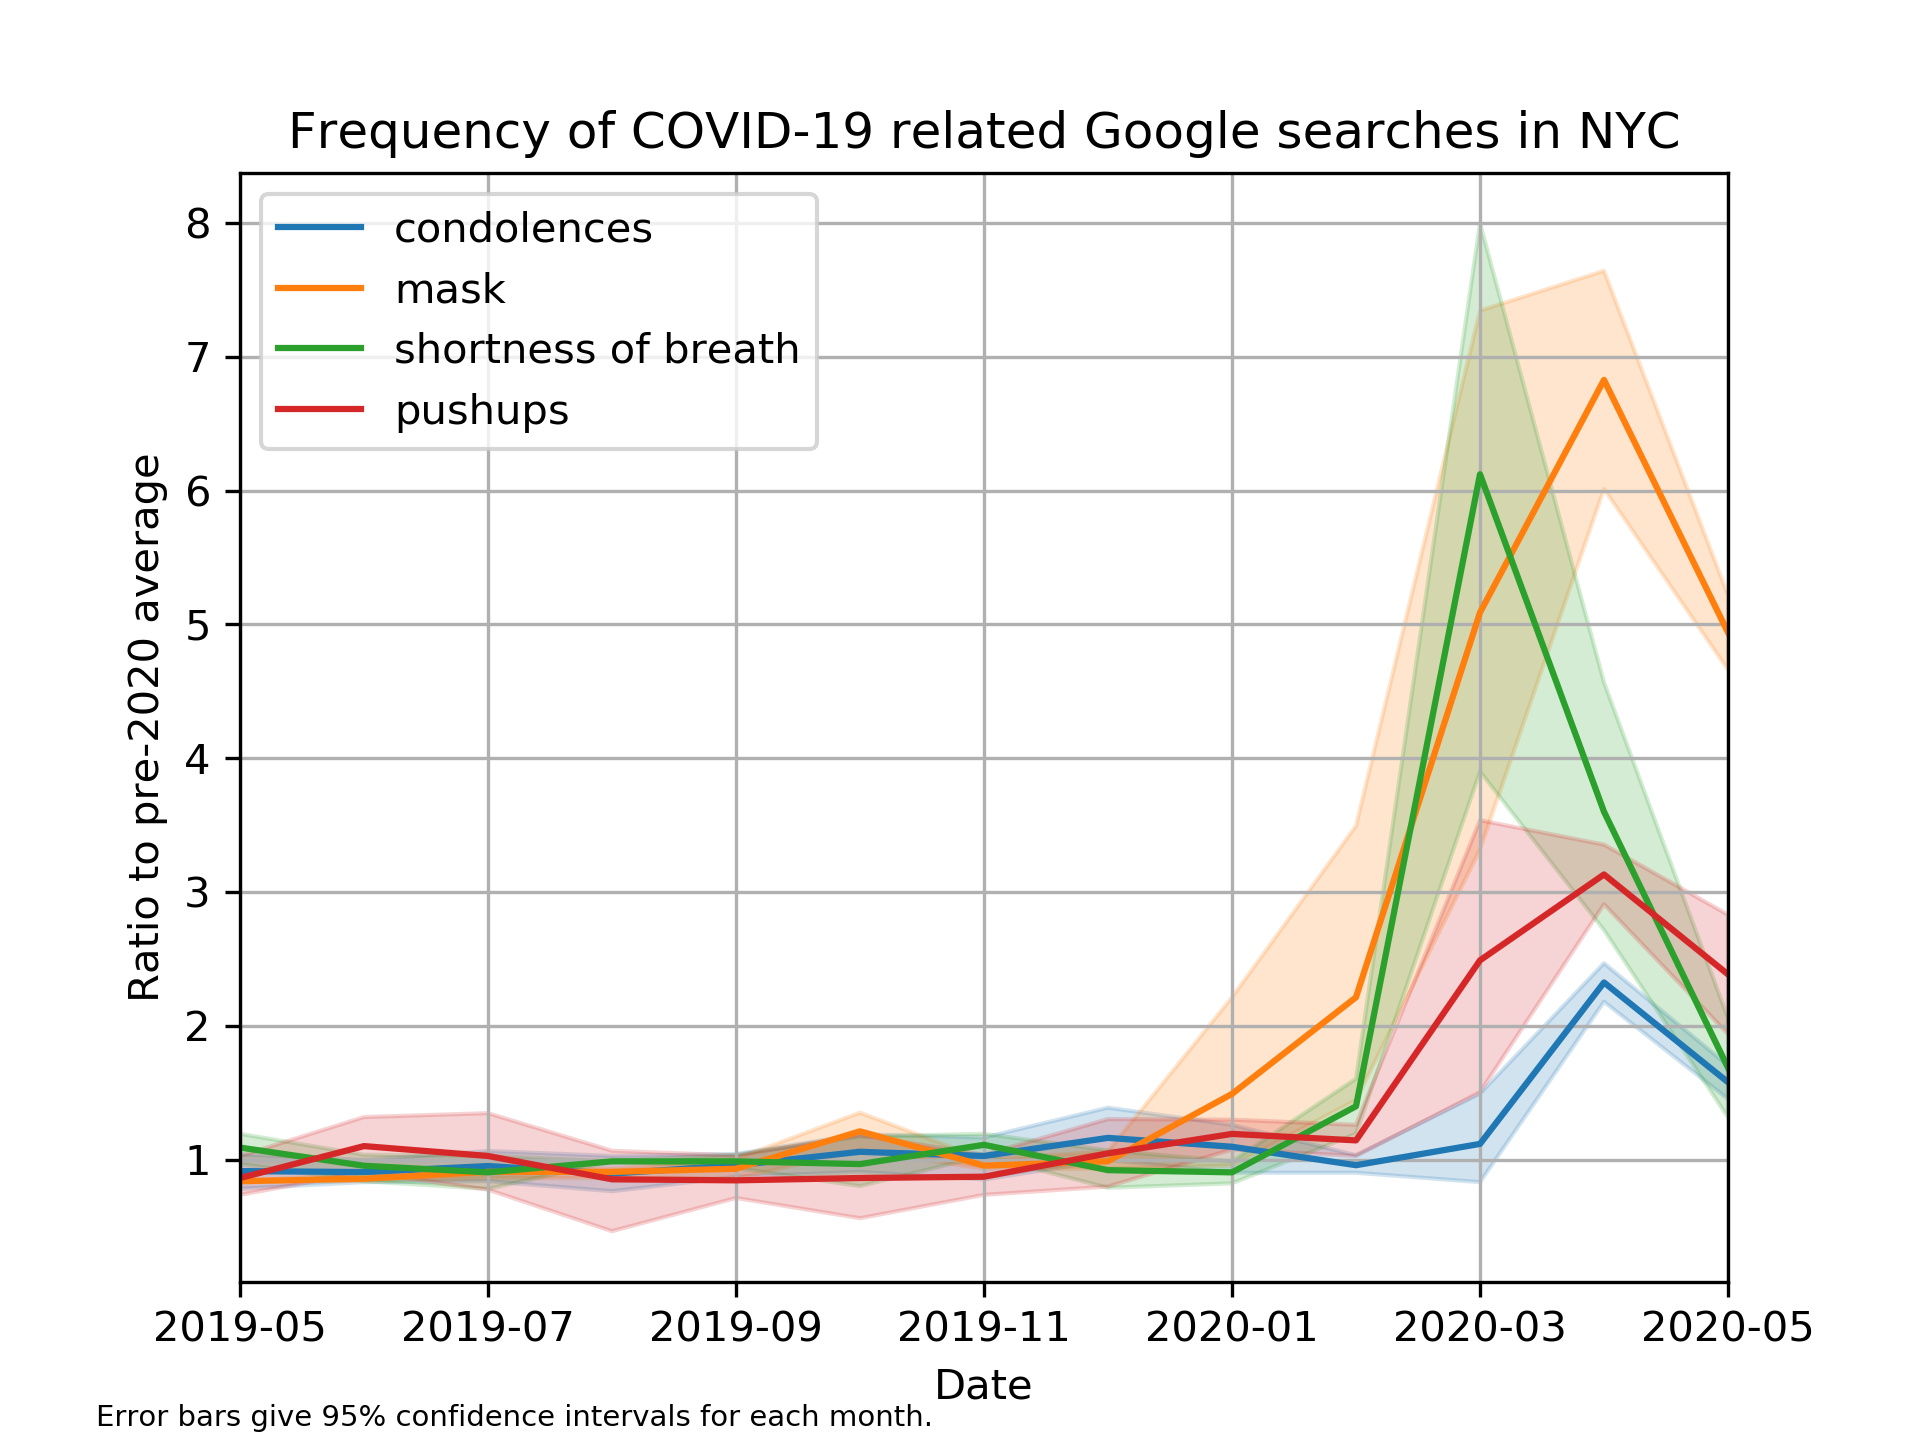 Frequency of COVID-19 related Google searches in NYC
condolences
mask
shortness of breath
pushups
8
7
6
5
4
3
2
1
Ratio to pre-2020 average
2019-05 2019-07 2019-09 2019-11 2020-01 2020-03 2020-05
Date
Error bars give 95% confidence intervals for each month.